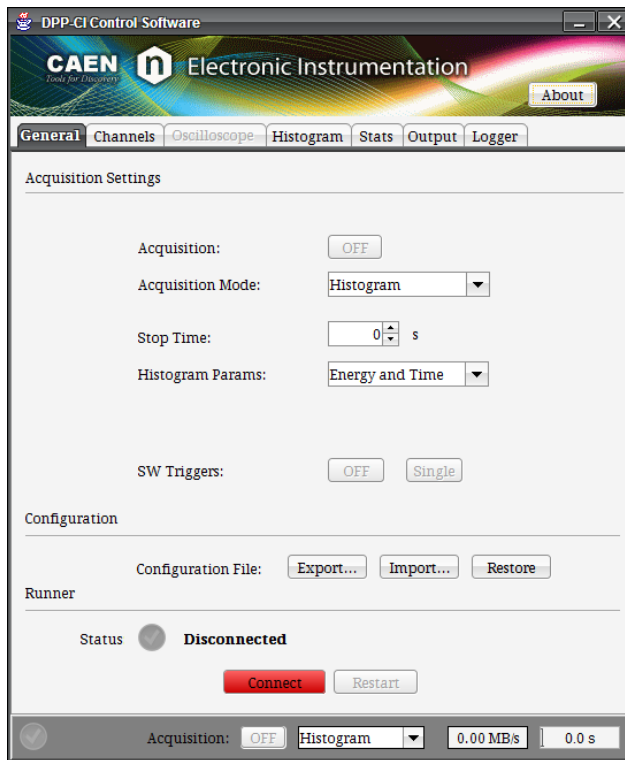 DPP-CI Control Software
CAEN n Electronic Instrumentation
Tools for Discovery
About
General Channels Oscilloscope Histogram Stats Output Logger
Acquisition Settings
Acquisition: OFF
Acquisition Mode: Histogram
Stop Time: 0 s
Histogram Params: Energy and Time
SW Triggers: OFF Single
Configuration
Configuration File: Export... Import... Restore
Runner
Status Disconnected
Connect Restart
Acquisition: OFF Histogram 0.00 MB/s 0.0 s